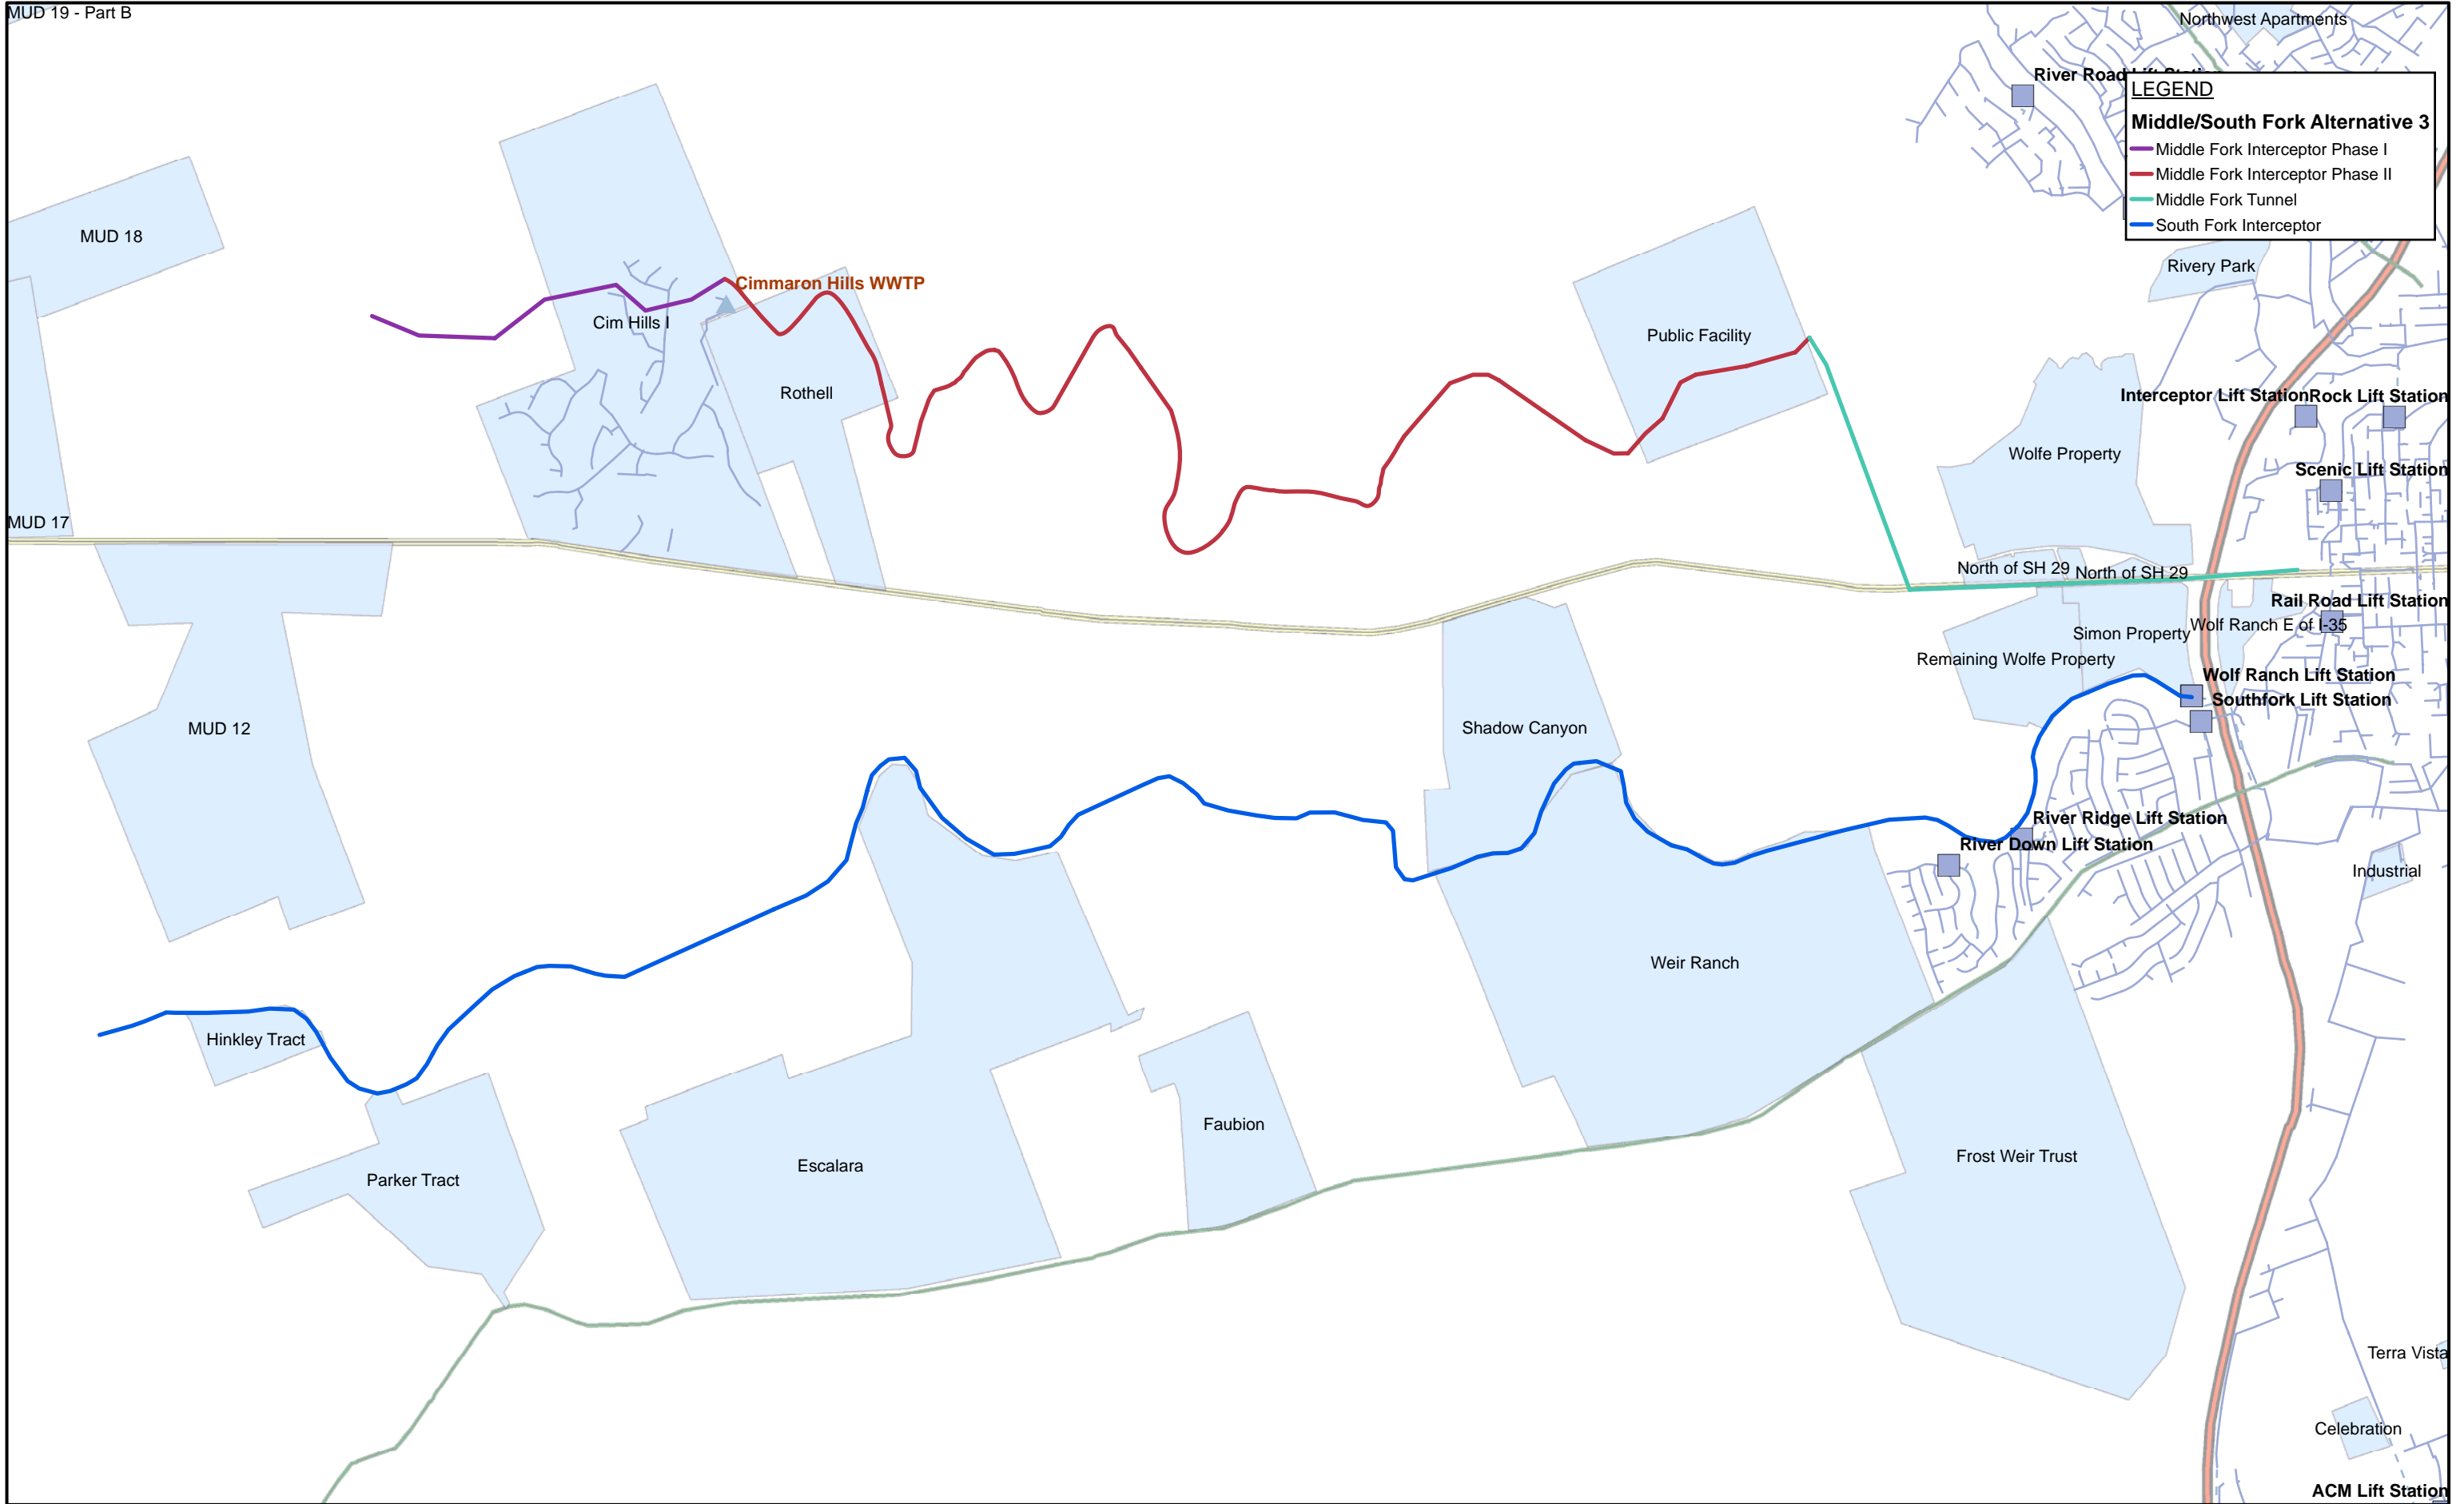 MUD 19 - Part B
Northwest Apartments
River Road Lift Station
LEGEND
Middle/South Fork Alternative 3
Middle Fork Interceptor Phase I
Middle Fork Interceptor Phase II
Middle Fork Tunnel
South Fork Interceptor
MUD 18
Rivery Park
Cimmaron Hills WWTP
Cim Hills I
Public Facility
Rothell
Interceptor Lift Station
Rock Lift Station
Wolfe Property
Scenic Lift Station
MUD 17
North of SH 29
North of SH 29
Rail Road Lift Station
Wolf Ranch E of I-35
Simon Property
Remaining Wolfe Property
Wolf Ranch Lift Station
Southfork Lift Station
MUD 12
Shadow Canyon
River Ridge Lift Station
River Down Lift Station
Industrial
Weir Ranch
Hinkley Tract
Faubion
Frost Weir Trust
Escalara
Parker Tract
Terra Vista
Celebration
ACM Lift Station